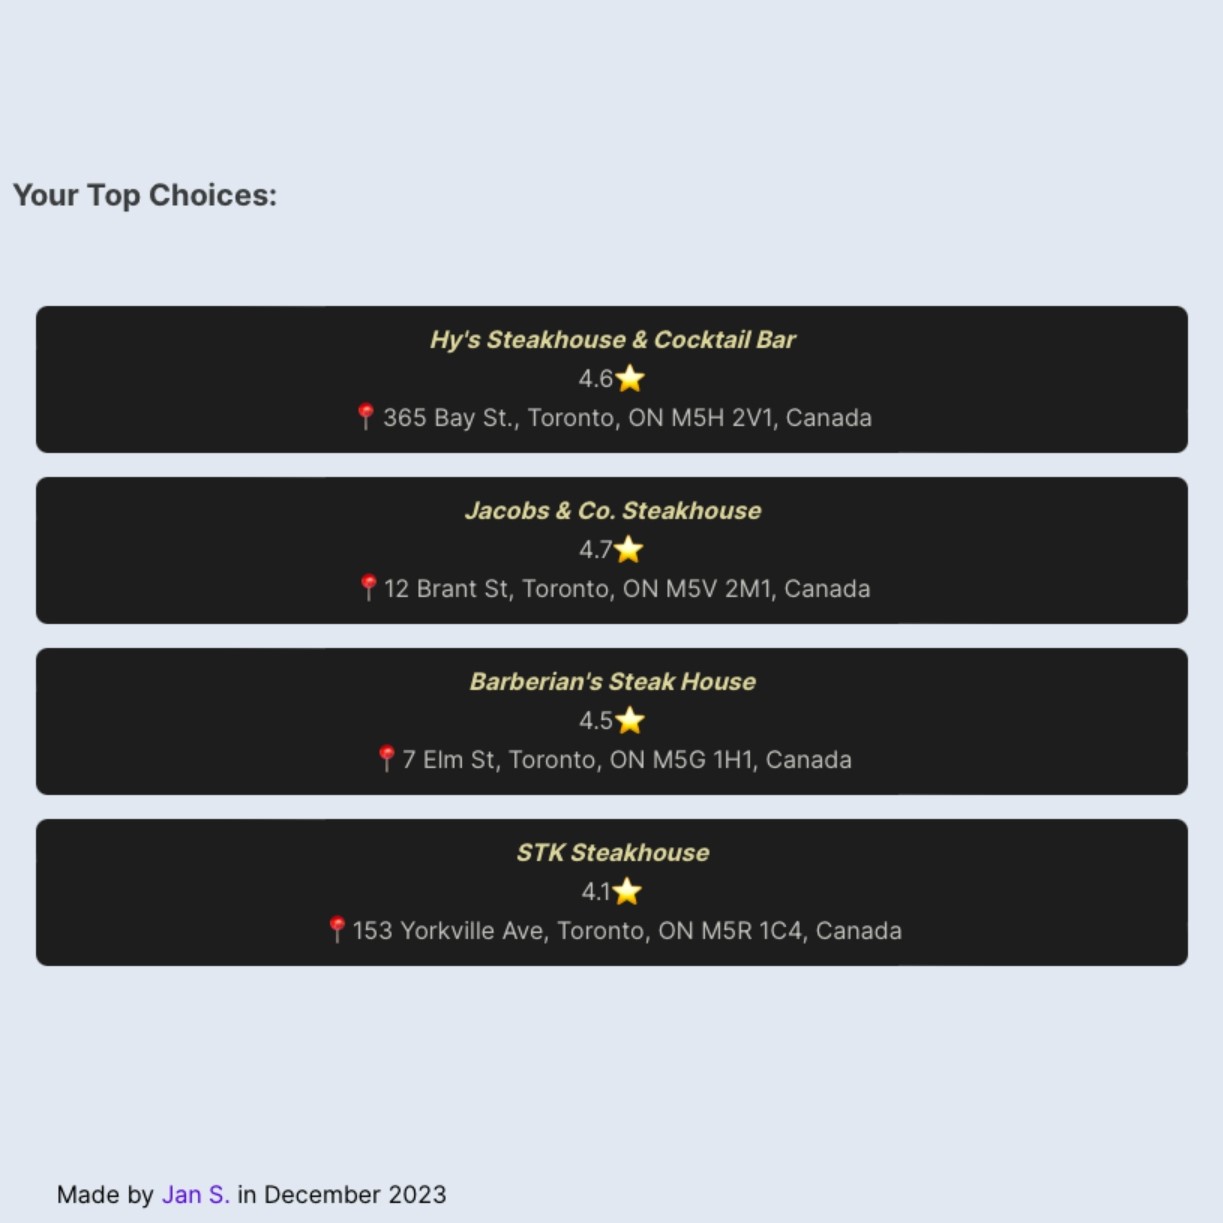 Your Top Choices:
Hy's Steakhouse & Cocktail Bar
4.6⭐
📍365 Bay St., Toronto, ON M5H 2V1, Canada
Jacobs & Co. Steakhouse
4.7⭐
📍12 Brant St, Toronto, ON M5V 2M1, Canada
Barberian's Steak House
4.5⭐
📍7 Elm St, Toronto, ON M5G 1H1, Canada
STK Steakhouse
4.1⭐
📍153 Yorkville Ave, Toronto, ON M5R 1C4, Canada
Made by Jan S. in December 2023